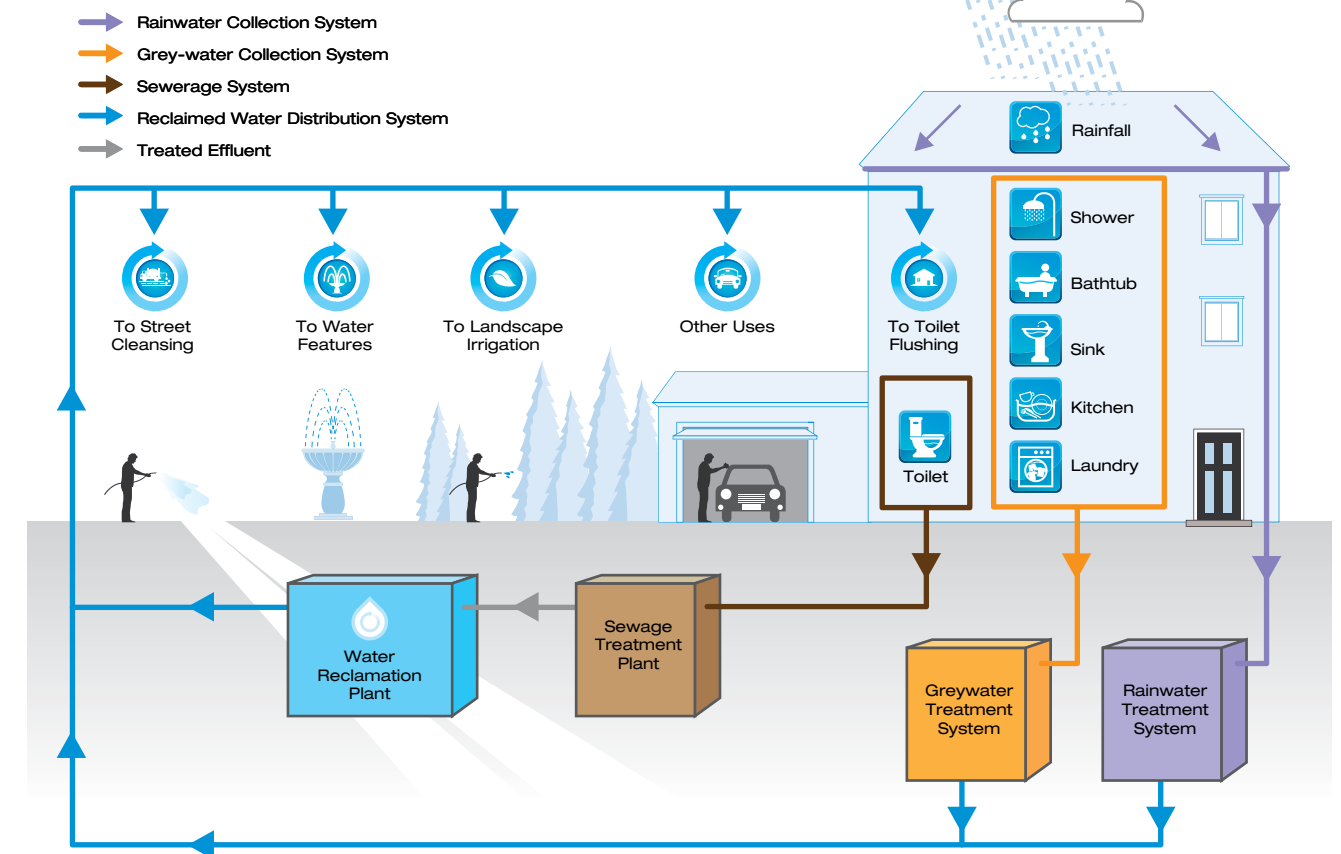 Rainwater Collection System
Grey-water Collection System
Sewerage System
Reclaimed Water Distribution System
Treated Effluent
Rainfall
Shower
Bathtub
Sink
Kitchen
Laundry
To Street
Cleansing
To Water
Features
To Landscape
Irrigation
Other Uses
To Toilet
Flushing
Toilet
Water
Reclamation
Plant
Sewage
Treatment
Plant
Greywater
Treatment
System
Rainwater
Treatment
System